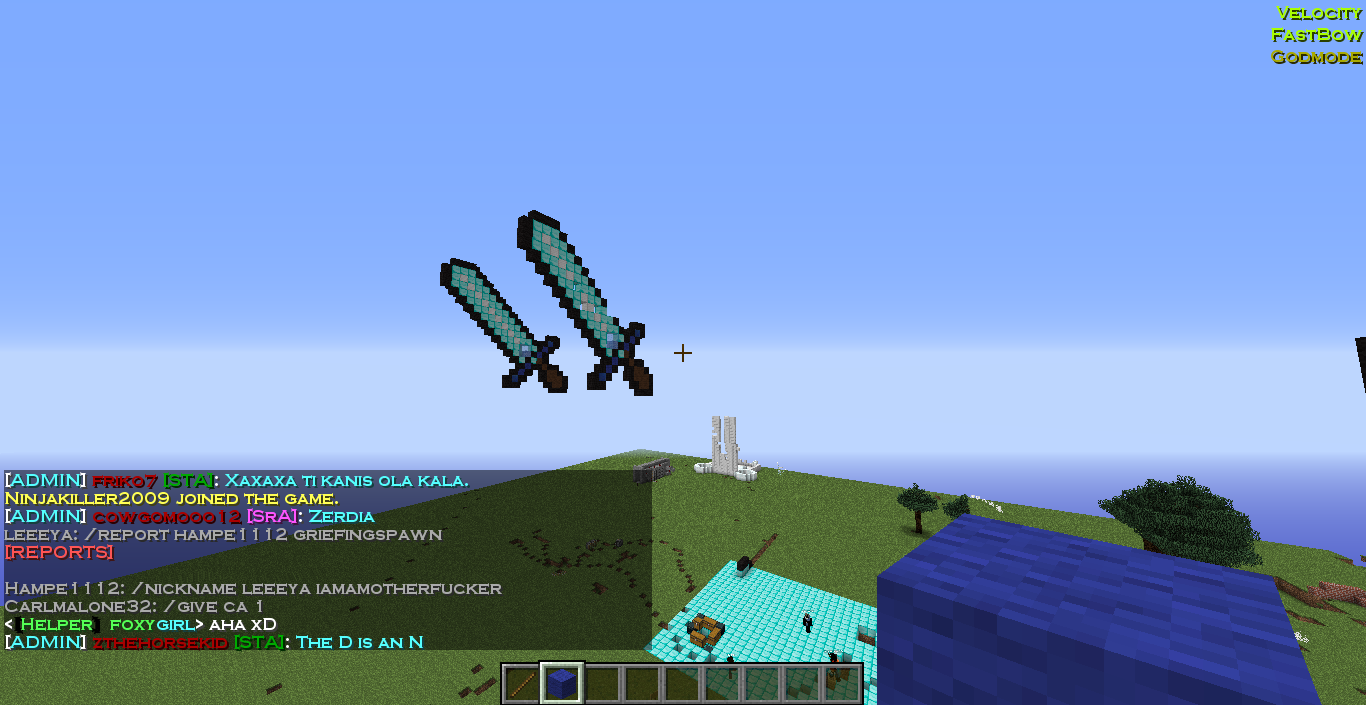 Velocity
FastBow
Godmode
[ADMIN] friko7 [STA]: Xaxaxa ti kanis ola kala.
Ninjakiller2009 joined the game.
[ADMIN] cowgomooo12 [SrA]: Zerdia
leeeya: /report hampe1112 griefingspawn
[REPORTS]
Hampe1112: /nickname leeeya iamamotherfucker
Carlmalone32: /give ca 1
<[Helper] foxygirl> aha xD
[ADMIN] zthehorsekid [STA]: The D is an N